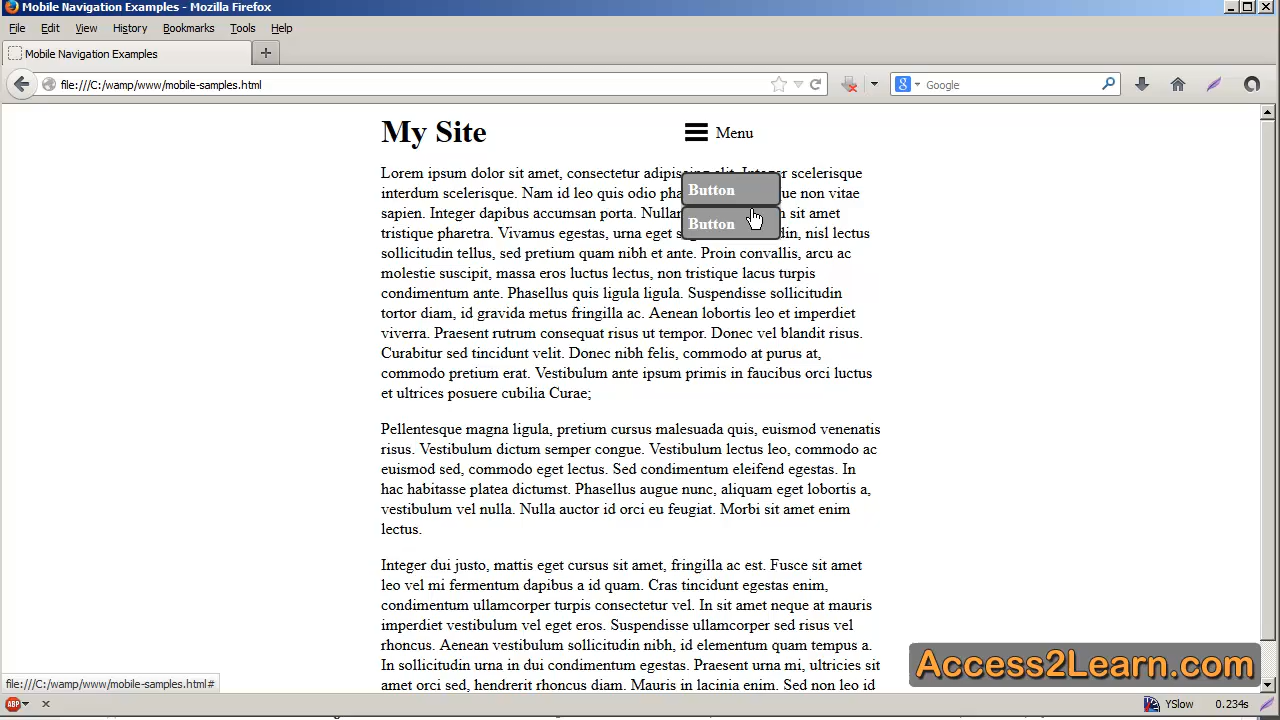 Mobile Navigation Examples - Mozilla Firefox
File Edit View History Bookmarks Tools Help
Mobile Navigation Examples
file:///C:/wamp/www/mobile-samples.html
Google
My Site
Menu
Lorem ipsum dolor sit amet, consectetur adipiscing elit. Integer scelerisque
Button
interdum scelerisque. Nam id leo quis odio pha ue non vitae
sapien. Integer dapibus accumsan porta. Nullam sit amet
Button
tristique pharetra. Vivamus egestas, urna eget s din, nisl lectus
sollicitudin tellus, sed pretium quam nibh et ante. Proin convallis, arcu ac
molestie suscipit, massa eros luctus lectus, non tristique lacus turpis
condimentum ante. Phasellus quis ligula ligula. Suspendisse sollicitudin
tortor diam, id gravida metus fringilla ac. Aenean lobortis leo et imperdiet
viverra. Praesent rutrum consequat risus ut tempor. Donec vel blandit risus.
Curabitur sed tincidunt velit. Donec nibh felis, commodo at purus at,
commodo pretium erat. Vestibulum ante ipsum primis in faucibus orci luctus
et ultrices posuere cubilia Curae;
Pellentesque magna ligula, pretium cursus malesuada quis, euismod venenatis
risus. Vestibulum dictum semper congue. Vestibulum lectus leo, commodo ac
euismod sed, commodo eget lectus. Sed condimentum eleifend egestas. In
hac habitasse platea dictumst. Phasellus augue nunc, aliquam eget lobortis a,
vestibulum vel nulla. Nulla auctor id orci eu feugiat. Morbi sit amet enim
lectus.
Integer dui justo, mattis eget cursus sit amet, fringilla ac est. Fusce sit amet
leo vel mi fermentum dapibus a id quam. Cras tincidunt egestas enim,
condimentum ullamcorper turpis consectetur vel. In sit amet neque at mauris
imperdiet vestibulum vel eget eros. Suspendisse ullamcorper sed risus vel
rhoncus. Aenean vestibulum sollicitudin nibh, id elementum quam tempus a.
In sollicitudin urna in dui condimentum egestas. Praesent urna mi, ultricies sit
amet orci sed, hendrerit rhoncus diam. Mauris in lacinia enim. Sed non leo id
Access2Learn.com
file:///C:/wamp/www/mobile-samples.html#
ABP
YSlow 0.234s